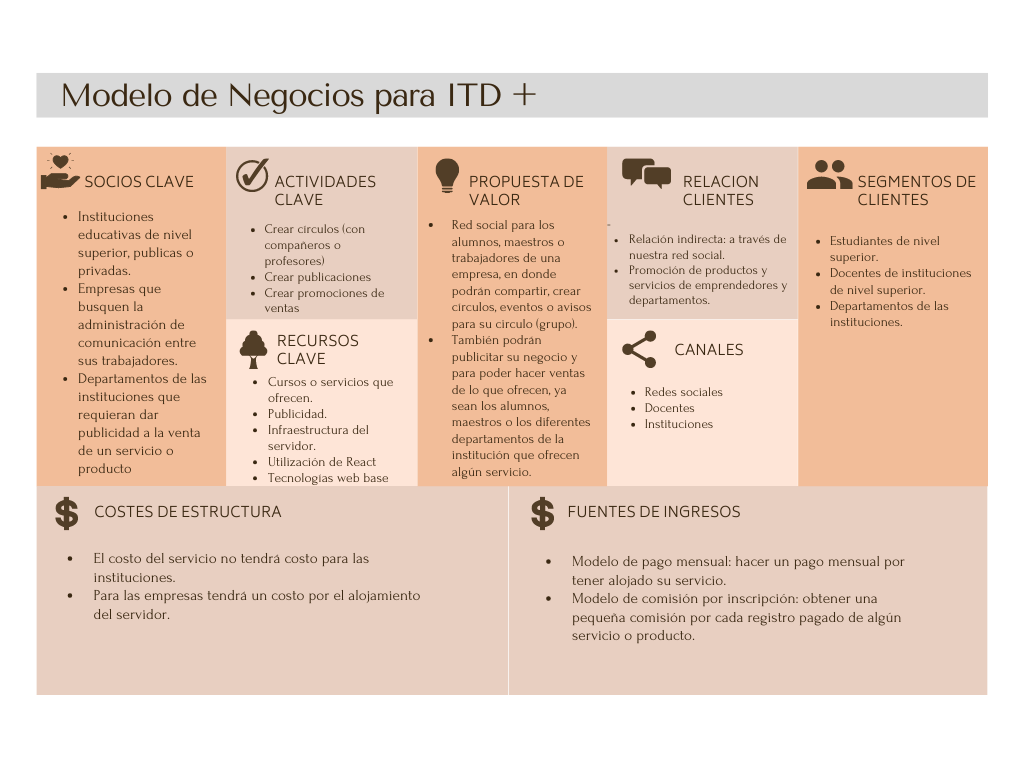 Modelo de Negocios para ITD +
SOCIOS CLAVE
Instituciones
educativas de nivel
superior, publicas o
privadas.
Empresas que
busquen la
administración de
comunicación entre
sus trabajadores.
Departamentos de las
instituciones que
requieran dar
publicidad a la venta
de un servicio o
producto
ACTIVIDADES
CLAVE
Crear círculos (con
compañeros o
profesores)
Crear publicaciones
Crear promociones de
ventas
RECURSOS
CLAVE
Cursos o servicios que
ofrecen.
Publicidad.
Infraestructura del
servidor.
Utilización de React
Tecnologías web base
PROPUESTA DE
VALOR
Red social para los
alumnos, maestros o
trabajadores de una
empresa, en donde
podrán compartir, crear
círculos, eventos o avisos
para su circulo (grupo).
También podrán
publicitar su negocio y
para poder hacer ventas
de lo que ofrecen, ya
sean los alumnos,
maestros o los diferentes
departamentos de la
institución que ofrecen
algún servicio.
RELACION
CLIENTES
Relación indirecta: a través de
nuestra red social.
Promoción de productos y
servicios de emprendedores y
departamentos.
CANALES
Redes sociales
Docentes
Instituciones
SEGMENTOS DE
CLIENTES
Estudiantes de nivel
superior.
Docentes de instituciones
de nivel superior.
Departamentos de las
instituciones.
COSTES DE ESTRUCTURA
El costo del servicio no tendrá costo para las
instituciones.
Para las empresas tendrá un costo por el alojamiento
del servidor.
FUENTES DE INGRESOS
Modelo de pago mensual: hacer un pago mensual por
tener alojado su servicio.
Modelo de comisión por inscripción: obtener una
pequeña comisión por cada registro pagado de algún
servicio o producto.